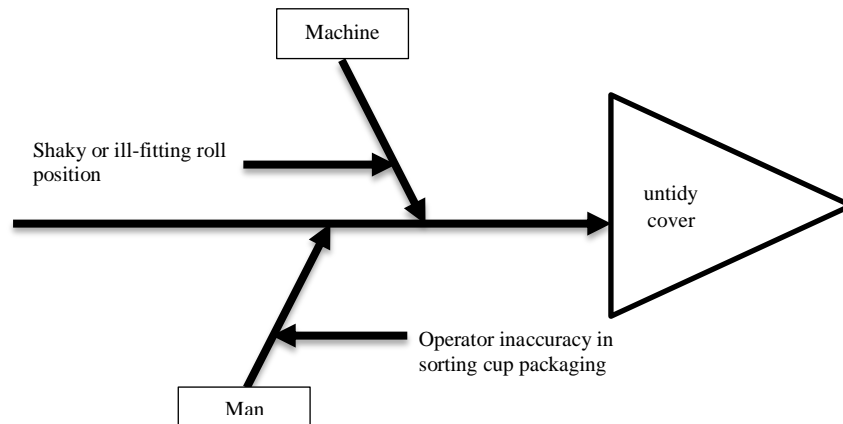 Machine
Shaky or ill-fitting roll
position
untidy
cover
Operator inaccuracy in
sorting cup packaging
Man